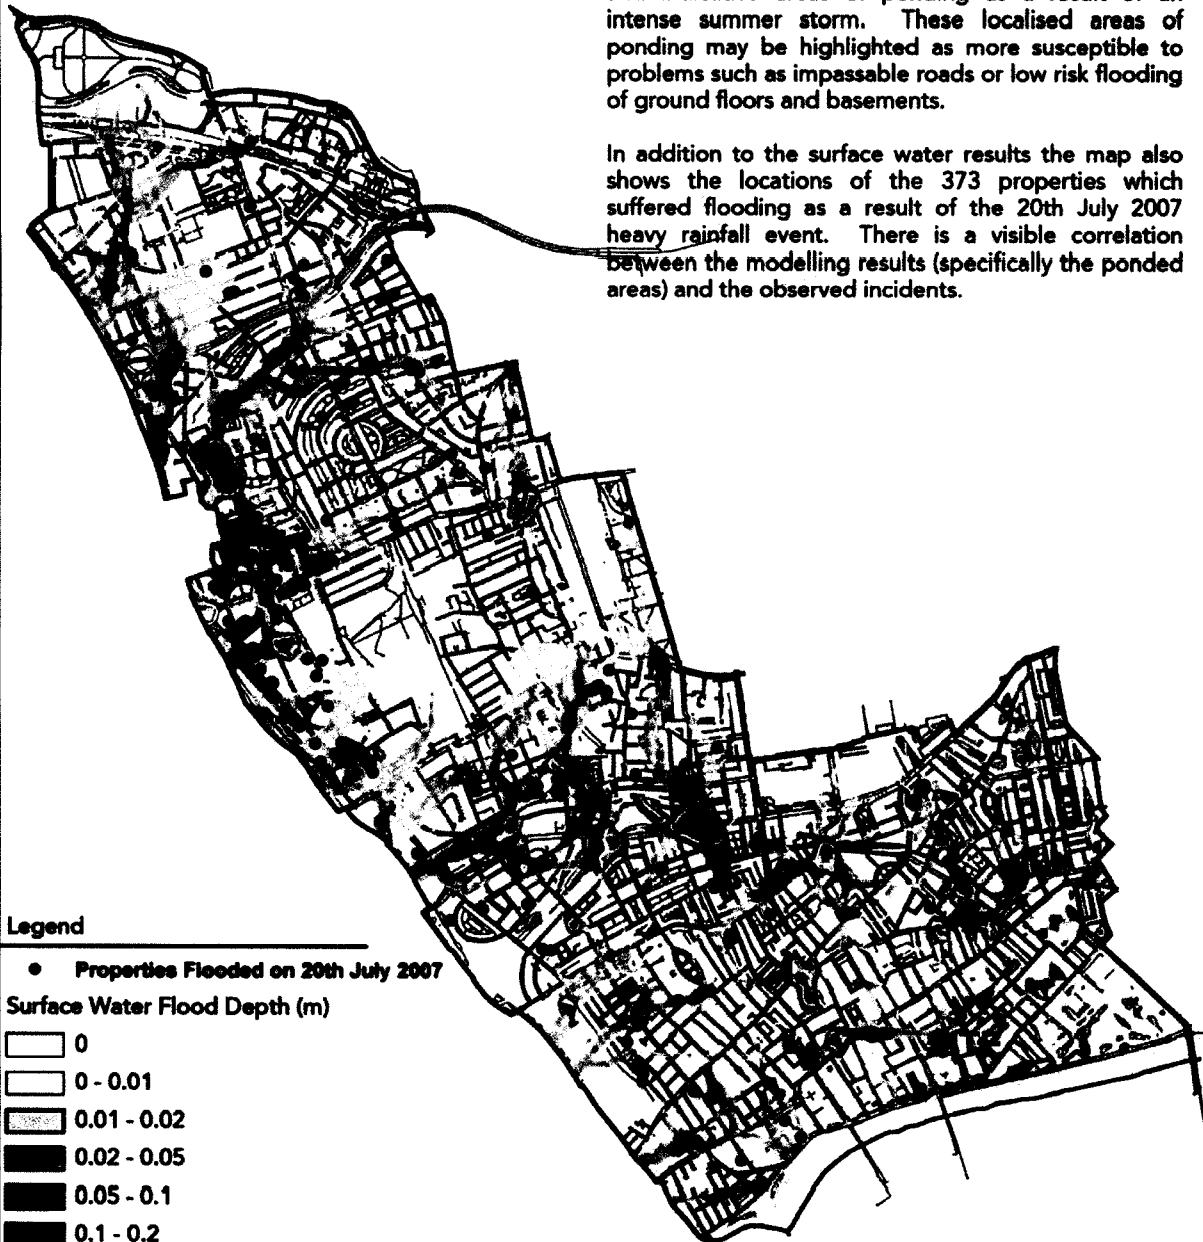 intense summer storm. These localised areas of
ponding may be highlighted as more susceptible to
problems such as impassable roads or low risk flooding
of ground floors and basements.
In addition to the surface water results the map also
shows the locations of the 373 properties which
suffered flooding as a result of the 20th July 2007
heavy rainfall event. There is a visible correlation
between the modelling results (specifically the ponded
areas) and the observed incidents.
Legend
Properties Flooded on 20th July 2007
Surface Water Flood Depth (m)
0
0 - 0.01
0.01 - 0.02
0.02 - 0.05
0.05 - 0.1
0.1 - 0.2